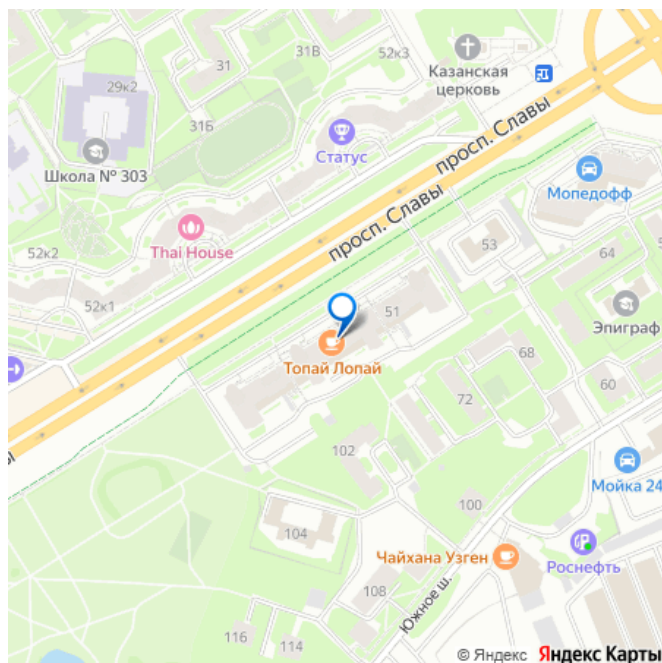 31В
52к3
Казанская
церковь
31
29к2
31Б
просп. Славы
Статус
Школа № 303
Мопедофф
просп. Славы
53
Thai House
52к2
64
52к1
51
Эпиграф
Топай Лопай
68
60
72
102
Мойка 24
100
104
Чайхана Узген
Роснефть
108
Южное ш.
116
114
© Яндекс Яндекс Карты